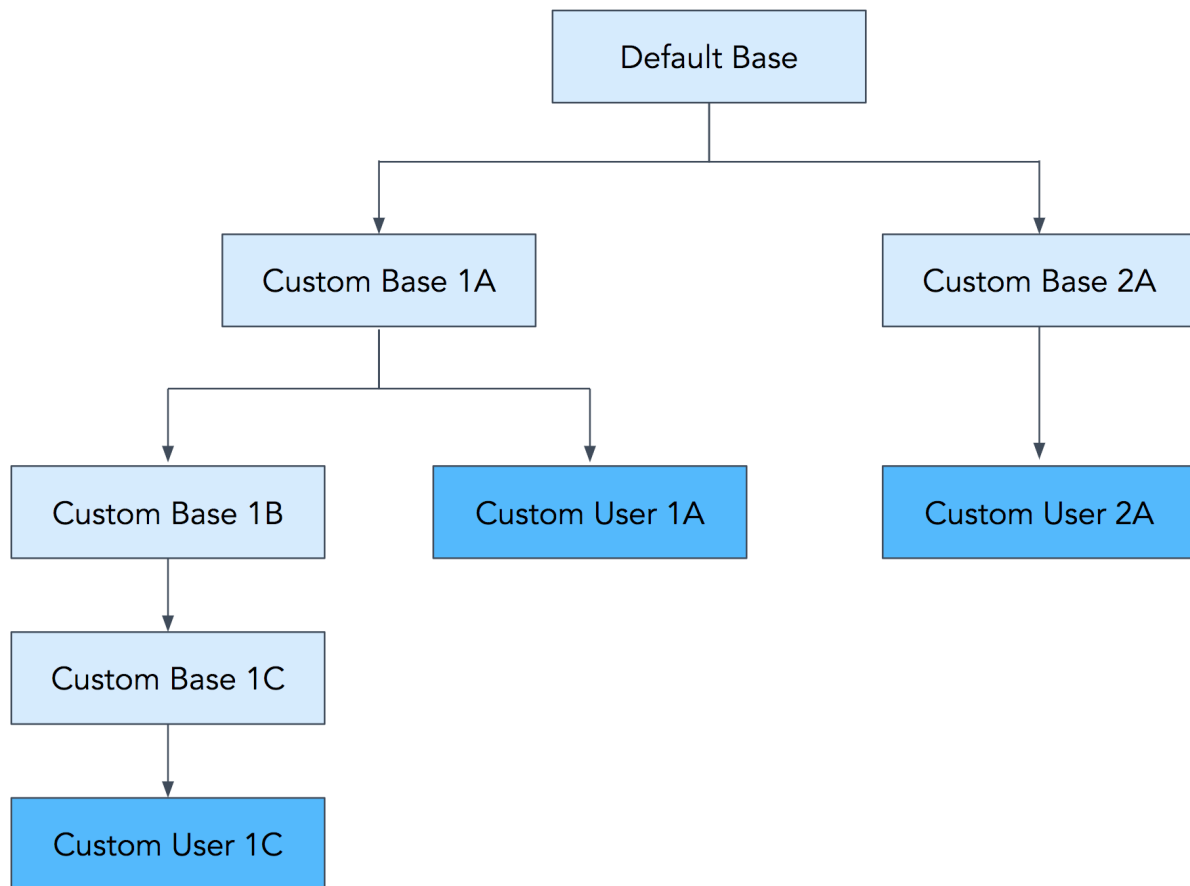 Default Base
Custom Base 1A
Custom Base 2A
Custom Base 1B
Custom User 1A
Custom User 2A
Custom Base 1C
Custom User 1C